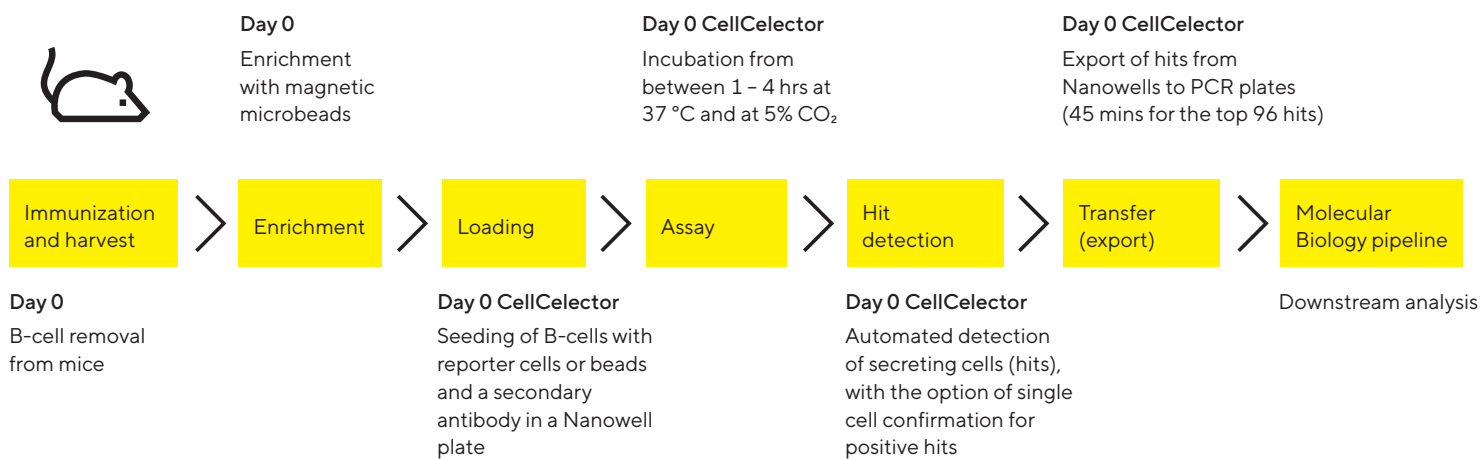 Day 0
Enrichment
with magnetic
microbeads
Day 0 CellCelector
Incubation from
between 1 – 4 hrs at
37 °C and at 5% CO₂
Day 0 CellCelector
Export of hits from
Nanowells to PCR plates
(45 mins for the top 96 hits)
Immunization
and harvest
Enrichment
Loading
Assay
Hit
detection
Transfer
(export)
Molecular
Biology pipeline
Day 0
B-cell removal
from mice
Day 0 CellCelector
Seeding of B-cells with
reporter cells or beads
and a secondary
antibody in a Nanowell
plate
Day 0 CellCelector
Automated detection
of secreting cells (hits),
with the option of single
cell confirmation for
positive hits
Downstream analysis